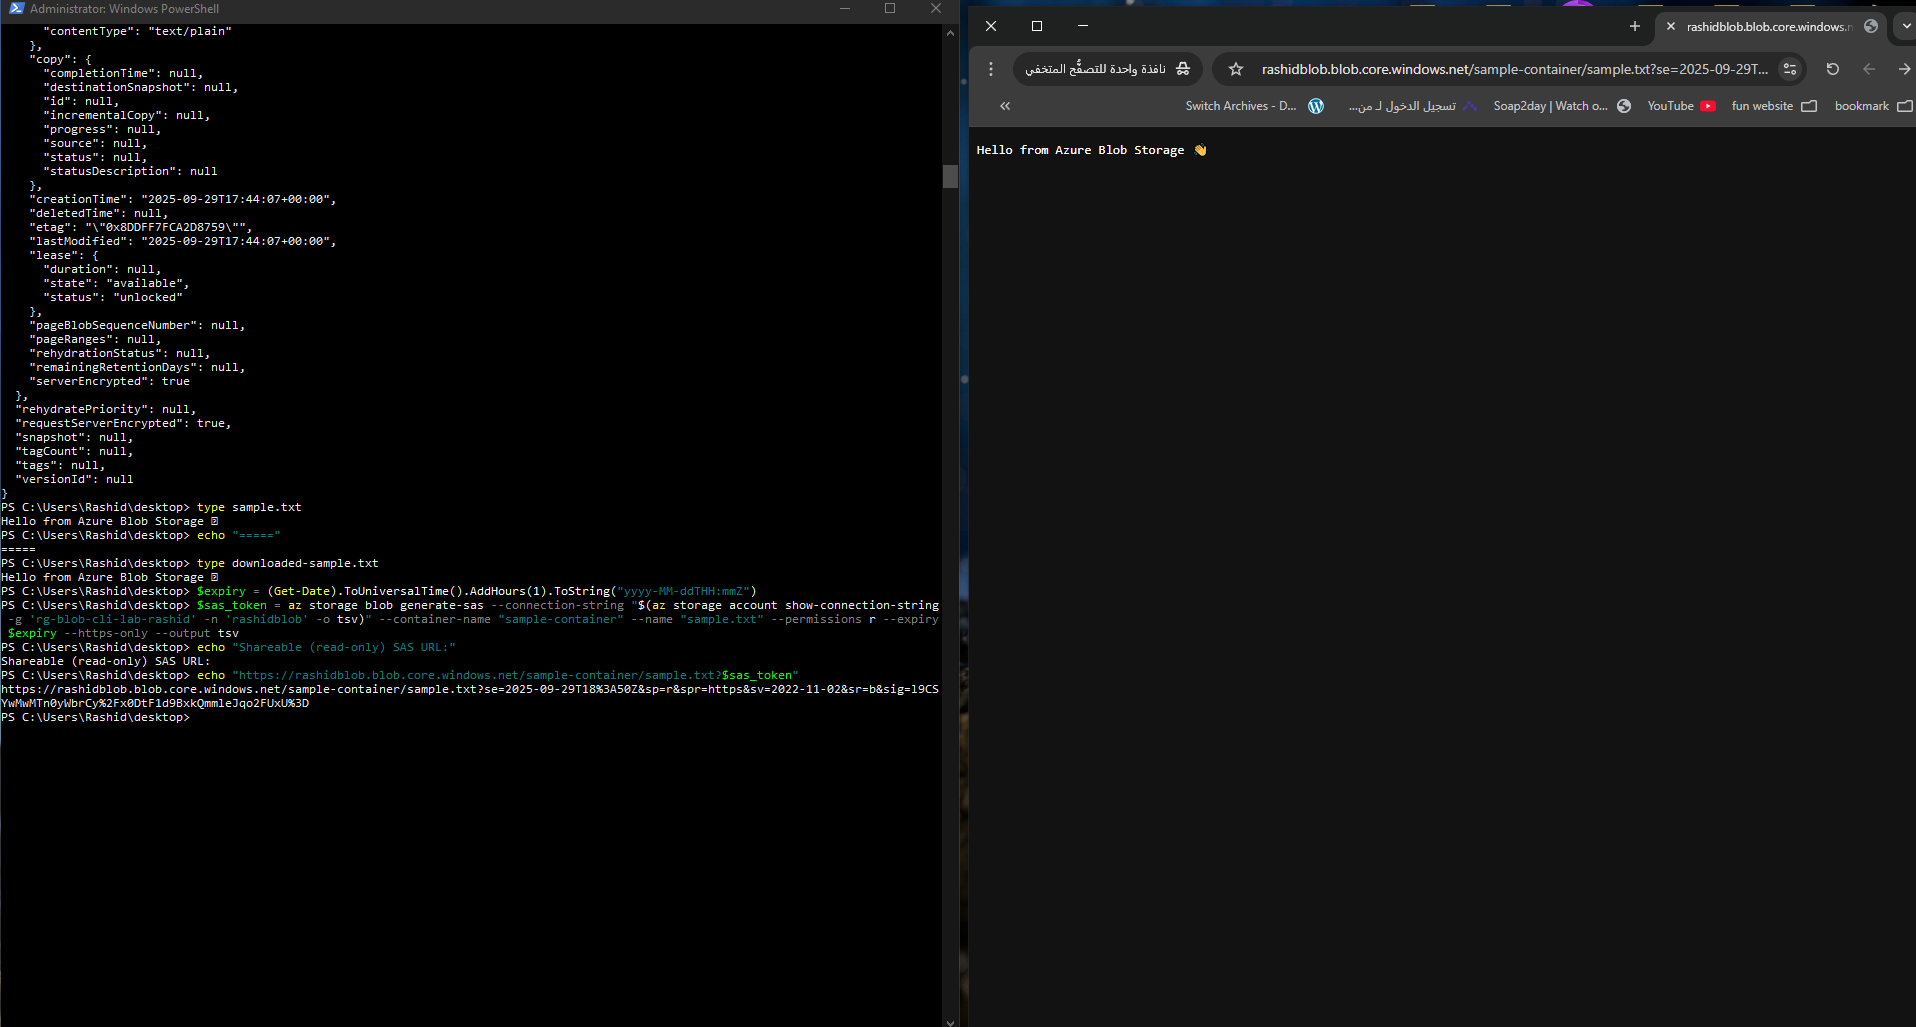 Administrator: Windows PowerShell
      "contentType": "text/plain"
    },
    "copy": {
      "completionTime": null,
      "destinationSnapshot": null,
      "id": null,
      "incrementalCopy": null,
      "progress": null,
      "source": null,
      "status": null,
      "statusDescription": null
    },
    "creationTime": "2025-09-29T17:44:07+00:00",
    "deletedTime": null,
    "etag": "\"0x8DDFF7FCA2D8759\"",
    "lastModified": "2025-09-29T17:44:07+00:00",
    "lease": {
      "duration": null,
      "state": "available",
      "status": "unlocked"
    },
    "pageBlobSequenceNumber": null,
    "pageRanges": null,
    "rehydrationStatus": null,
    "remainingRetentionDays": null,
    "serverEncrypted": true
  },
  "rehydratePriority": null,
  "requestServerEncrypted": true,
  "snapshot": null,
  "tagCount": null,
  "tags": null,
  "versionId": null
}
PS C:\Users\Rashid\desktop> type sample.txt
Hello from Azure Blob Storage
PS C:\Users\Rashid\desktop> echo "====="
=====
PS C:\Users\Rashid\desktop> type downloaded-sample.txt
Hello from Azure Blob Storage
PS C:\Users\Rashid\desktop> $expiry = (Get-Date).ToUniversalTime().AddHours(1).ToString("yyyy-MM-ddTHH:mmZ")
PS C:\Users\Rashid\desktop> $sas_token = az storage blob generate-sas --connection-string "$(az storage account show-connection-string
 -g 'rg-blob-cli-lab-rashid' -n 'rashidblob' -o tsv)" --container-name "sample-container" --name "sample.txt" --permissions r --expiry
 $expiry --https-only --output tsv
PS C:\Users\Rashid\desktop> echo "Shareable (read-only) SAS URL:"
Shareable (read-only) SAS URL:
PS C:\Users\Rashid\desktop> echo "https://rashidblob.blob.core.windows.net/sample-container/sample.txt?$sas_token"
https://rashidblob.blob.core.windows.net/sample-container/sample.txt?se=2025-09-29T18%3A50Z&sp=r&spr=https&sv=2022-11-02&sr=b&sig=l9CS
YwMwMTn0yWbrCy%2Fx0DtF1d9BxkQmmleJqo2FUxU%3D
PS C:\Users\Rashid\desktop>
rashidblob.blob.core.windows.n
نافذة واحدة للتصفُّح المتخفي
rashidblob.blob.core.windows.net/sample-container/sample.txt?se=2025-09-29T...
Switch Archives - D...
تسجيل الدخول لـ من...
Soap2day | Watch o...
YouTube
fun website
bookmark
Hello from Azure Blob Storage 👋